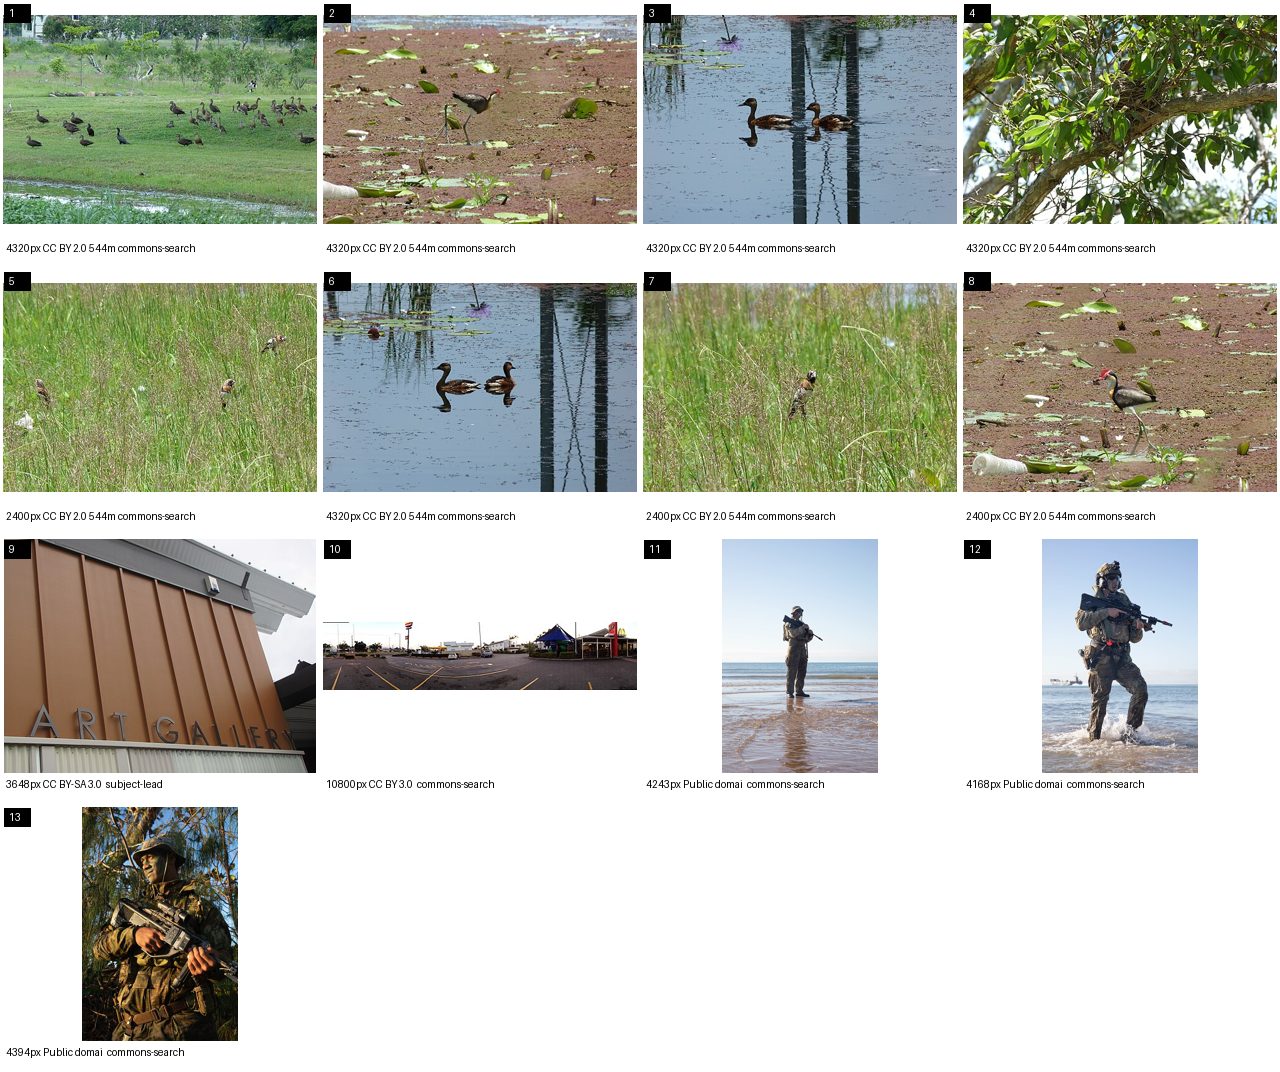 1
2
3
4
4320px CC BY 2.0 544m commons-search
4320px CC BY 2.0 544m commons-search
4320px CC BY 2.0 544m commons-search
4320px CC BY 2.0 544m commons-search
5
6
7
8
2400px CC BY 2.0 544m commons-search
4320px CC BY 2.0 544m commons-search
2400px CC BY 2.0 544m commons-search
2400px CC BY 2.0 544m commons-search
9
10
11
12
ART GALLERY
3648px CC BY-SA 3.0 subject-lead
10800px CC BY 3.0 commons-search
4243px Public domai commons-search
4168px Public domai commons-search
13
4394px Public domai commons-search